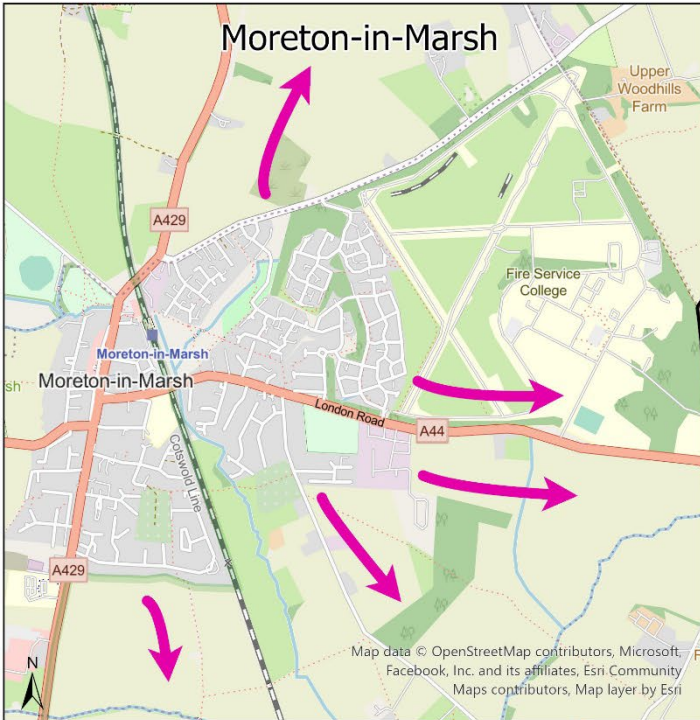 Moreton-in-Marsh
Upper
Woodhills
Farm
A429
Fire Service
College
Moreton-in-Marsh
Moreton-in-Marsh
sh
London Road
A44
Cotswold Line
A429
N
F
Map data © OpenStreetMap contributors, Microsoft,
Facebook, Inc. and its affiliates, Esri Community
Maps contributors, Map layer by Esri